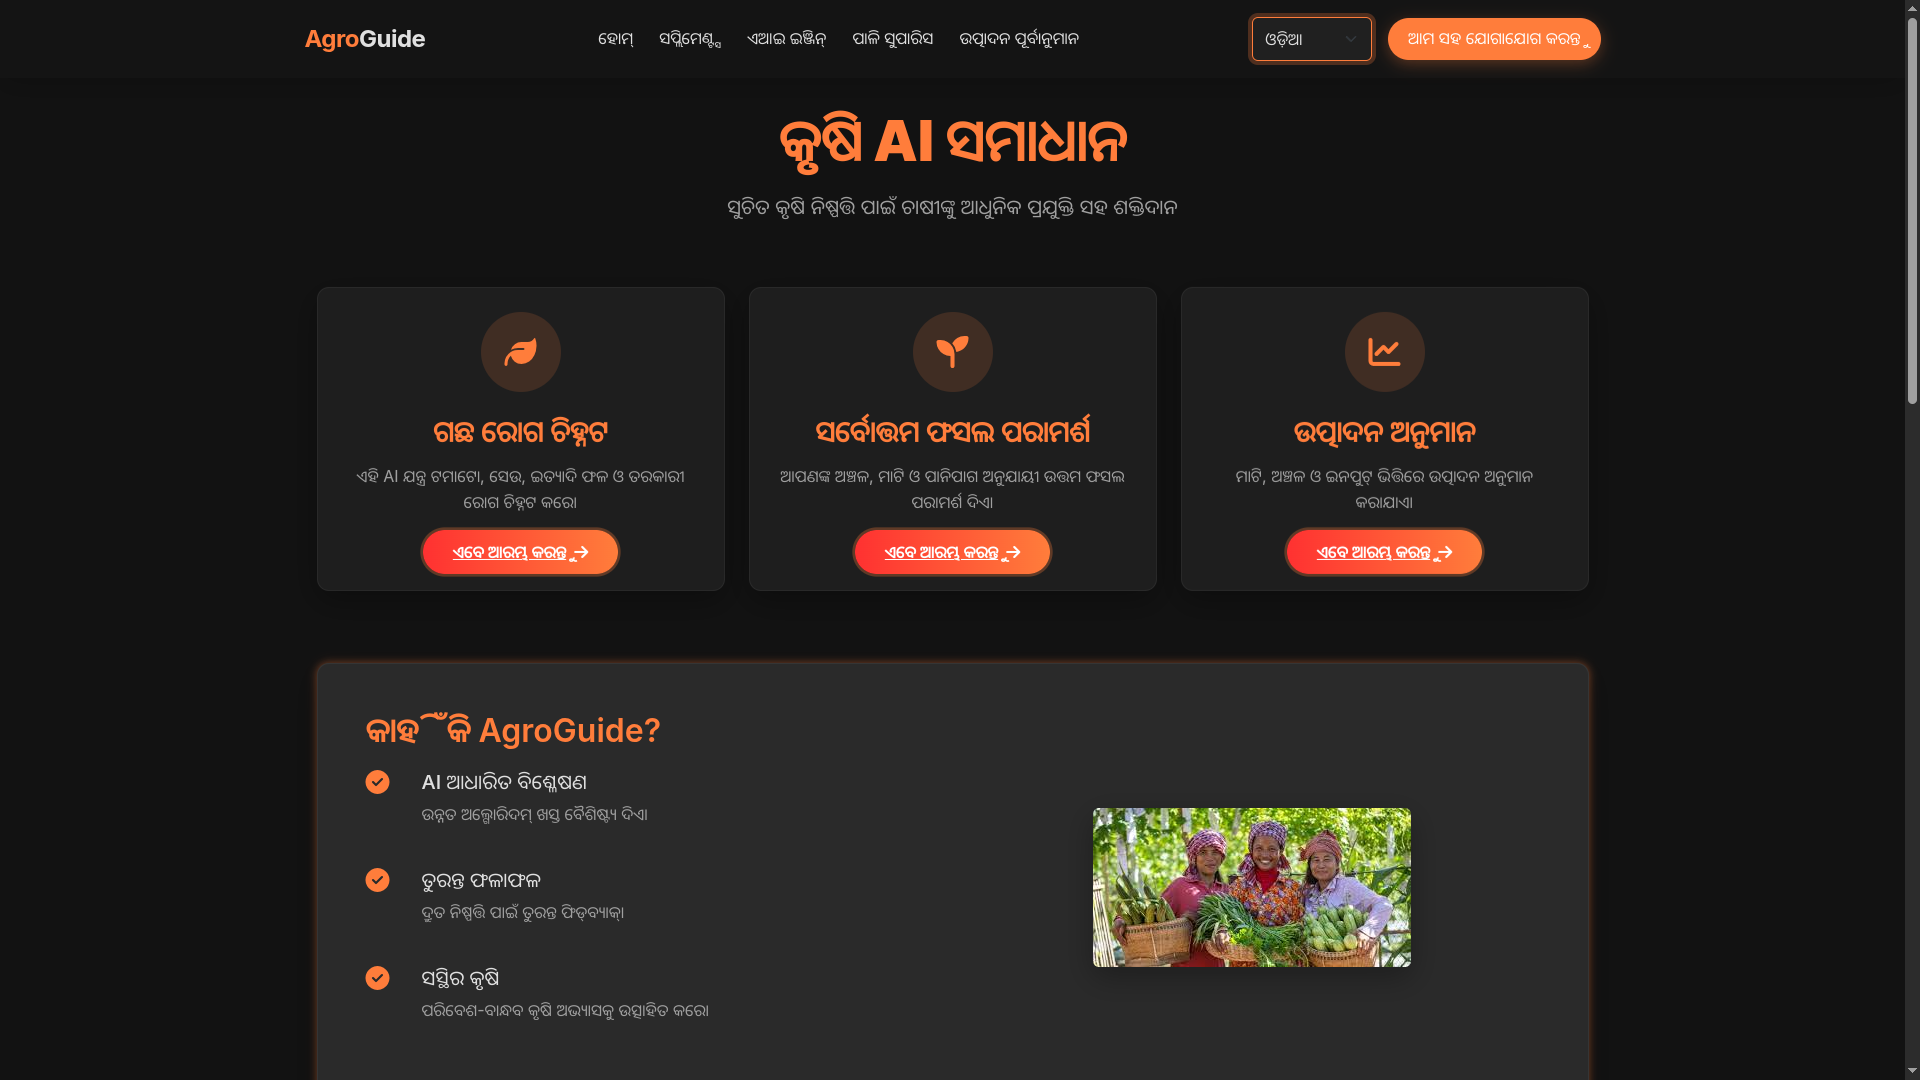 AgroGuide
ହୋମ୍
ସପ୍ଲିମେଣ୍ଟ୍ସ
ଏଆଇ ଇଞ୍ଜିନ୍
ପାଳି ସୁପାରିସ
ଉତ୍ପାଦନ ପୂର୍ବାନୁମାନ
ଓଡ଼ିଆ
ଆମ ସହ ଯୋଗାଯୋଗ କରନ୍ତୁ
କୃଷି AI ସମାଧାନ
ସୁଚିତ କୃଷି ନିଷ୍ପତ୍ତି ପାଇଁ ଚାଷୀଙ୍କୁ ଆଧୁନିକ ପ୍ରଯୁକ୍ତି ସହ ଶକ୍ତିଦାନ
ଗଛ ରୋଗ ଚିହ୍ନଟ
ଏହି AI ଯନ୍ତ୍ର ଟମାଟୋ, ସେଉ, ଇତ୍ୟାଦି ଫଳ ଓ ତରକାରୀ
ରୋଗ ଚିହ୍ନଟ କରେ।
ଏବେ ଆରମ୍ଭ କରନ୍ତୁ →
ସର୍ବୋତ୍ତମ ଫସଲ ପରାମର୍ଶ
ଆପଣଙ୍କ ଅଞ୍ଚଳ, ମାଟି ଓ ପାନିପାଗ ଅନୁଯାୟୀ ଉତ୍ତମ ଫସଲ
ପରାମର୍ଶ ଦିଏ।
ଏବେ ଆରମ୍ଭ କରନ୍ତୁ →
ଉତ୍ପାଦନ ଅନୁମାନ
ମାଟି, ଅଞ୍ଚଳ ଓ ଇନପୁଟ୍ ଭିତ୍ତିରେ ଉତ୍ପାଦନ ଅନୁମାନ
କରାଯାଏ।
ଏବେ ଆରମ୍ଭ କରନ୍ତୁ →
କାହିଁକି AgroGuide?
AI ଆଧାରିତ ବିଶ୍ଳେଷଣ
ଉନ୍ନତ ଅଲ୍ଗୋରିଦମ୍ ଖସ୍ତ ବୈଶିଷ୍ଟ୍ୟ ଦିଏ।
ତୁରନ୍ତ ଫଳାଫଳ
ଦ୍ରୁତ ନିଷ୍ପତ୍ତି ପାଇଁ ତୁରନ୍ତ ଫିଡ୍‌ବ୍ୟାକ୍।
ସସ୍ଥିର କୃଷି
ପରିବେଶ-ବାନ୍ଧବ କୃଷି ଅଭ୍ୟାସକୁ ଉତ୍ସାହିତ କରେ।